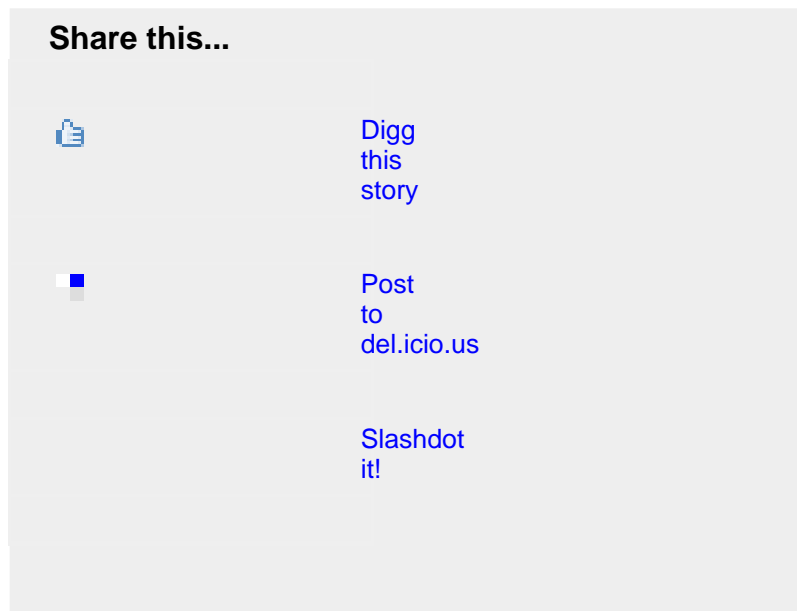 Share this...
Digg
this
story
Post
to
del.icio.us
Slashdot
it!